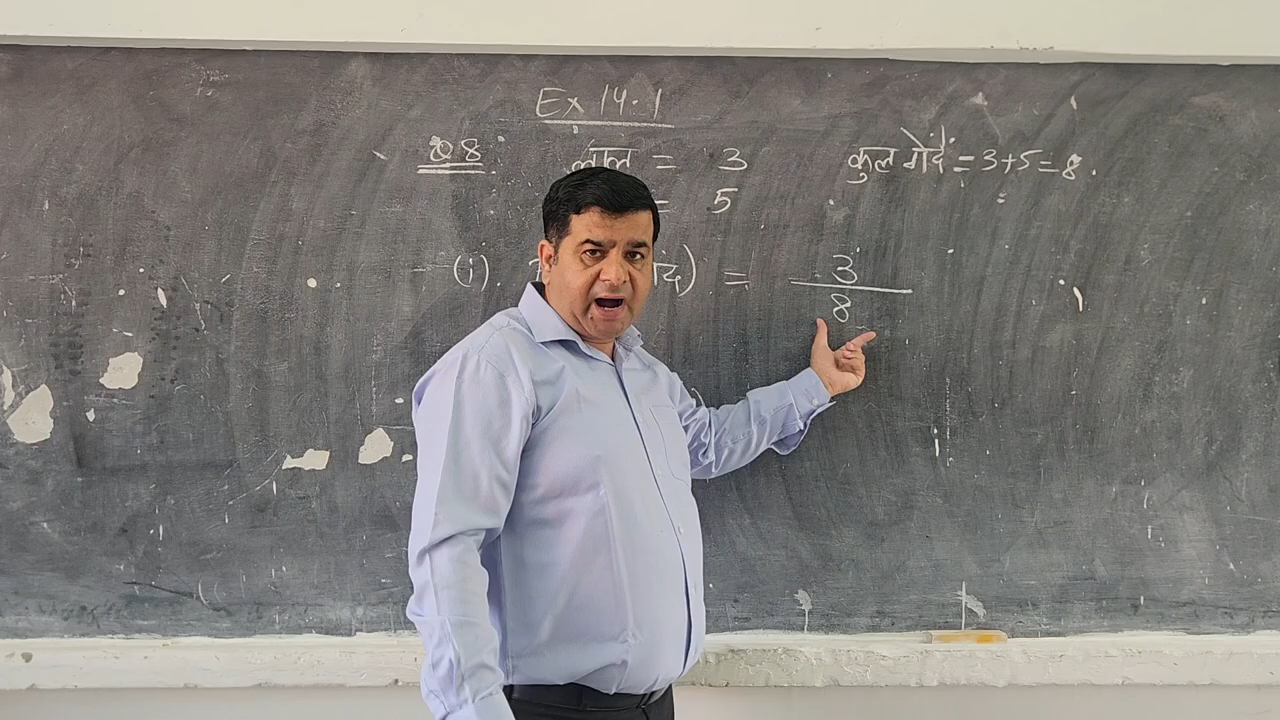 Ex 14.1
Q8. लाल = 3
कुल गेंदें = 3+5=8.
= 5
(i) = 3/8